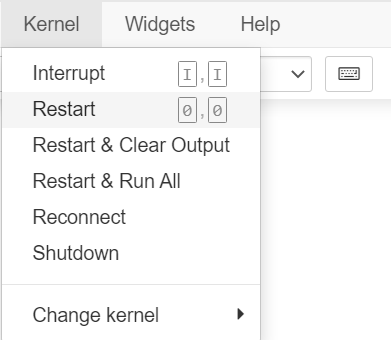 Kernel Widgets Help
Interrupt I,I
Restart 0,0
Restart & Clear Output
Restart & Run All
Reconnect
Shutdown
Change kernel